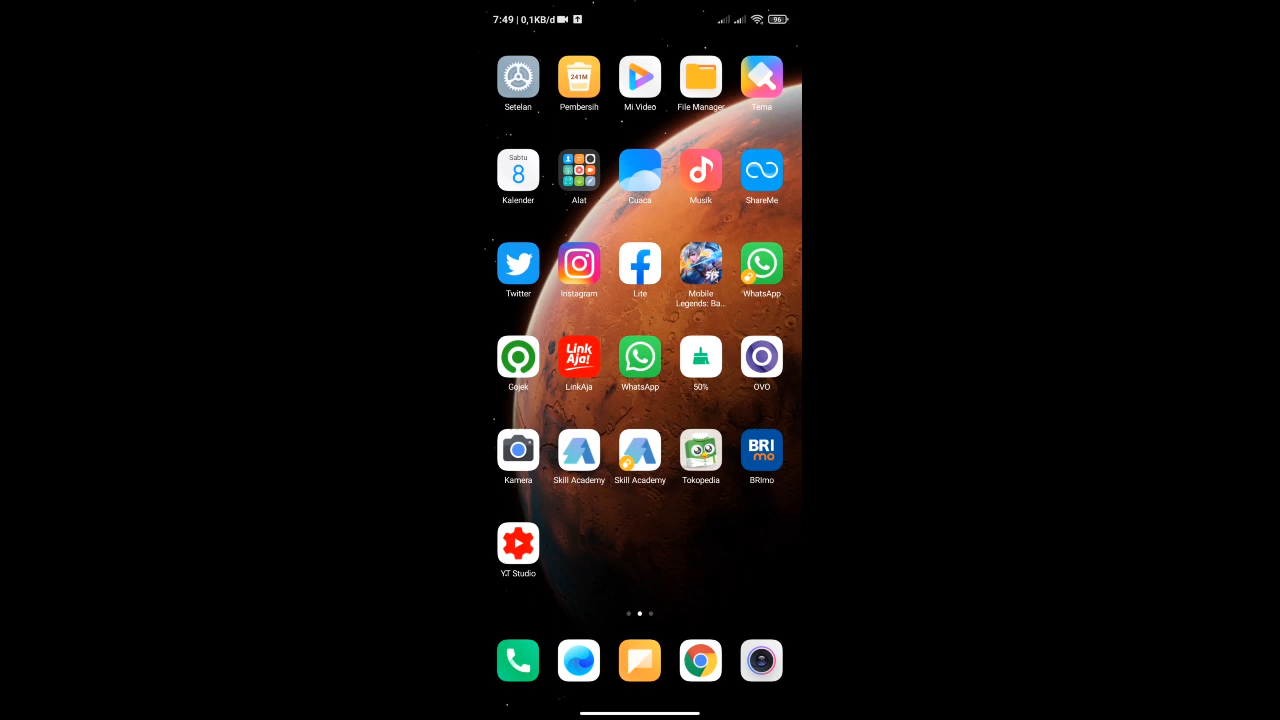 7:49 | 0,1KB/d
96
241M
Setelan
Pembersih
Mi Video
File Manager
Tema
Sabtu
8
Kalender
Alat
Cuaca
Musik
ShareMe
515
Twitter
Instagram
Lite
Mobile
Legends: Ba...
WhatsApp
Link
Aja!
Gojek
LinkAja
WhatsApp
50%
OVO
BRI
mo
Kamera
Skill Academy
Skill Academy
Tokopedia
BRImo
YT Studio